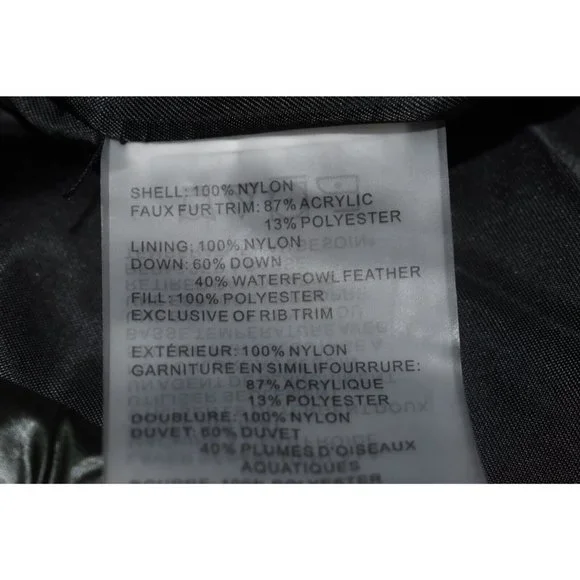 SHELL: 100% NYLON
FAUX FUR TRIM: 87% ACRYLIC
13% POLYESTER
LINING: 100% NYLON
DOWN: 60% DOWN
40% WATERFOWL FEATHER
FILL: 100% POLYESTER
EXCLUSIVE OF RIB TRIM
EXTÉRIEUR: 100% NYLON
GARNITURE EN SIMILIFOURRURE:
87% ACRYLIQUE
13% POLYESTER
DOUBLURE: 100% NYLON
DUVET: 60% DUVET
40% PLUMES D'OISEAUX
AQUATIQUES